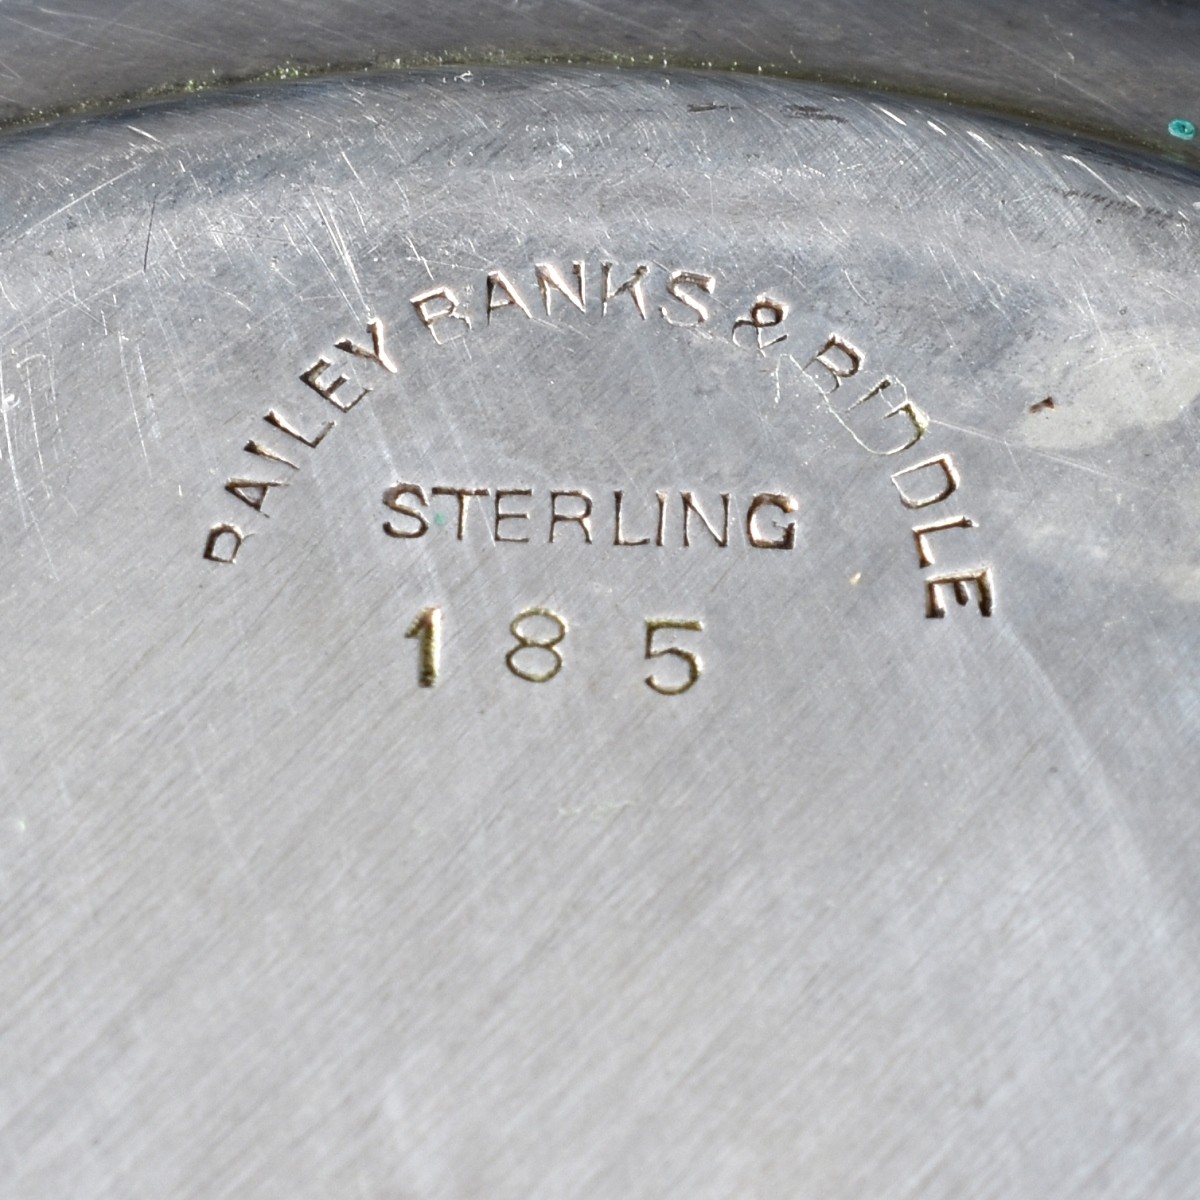 BAILEY BANKS & BIDDLE
STERLING
185